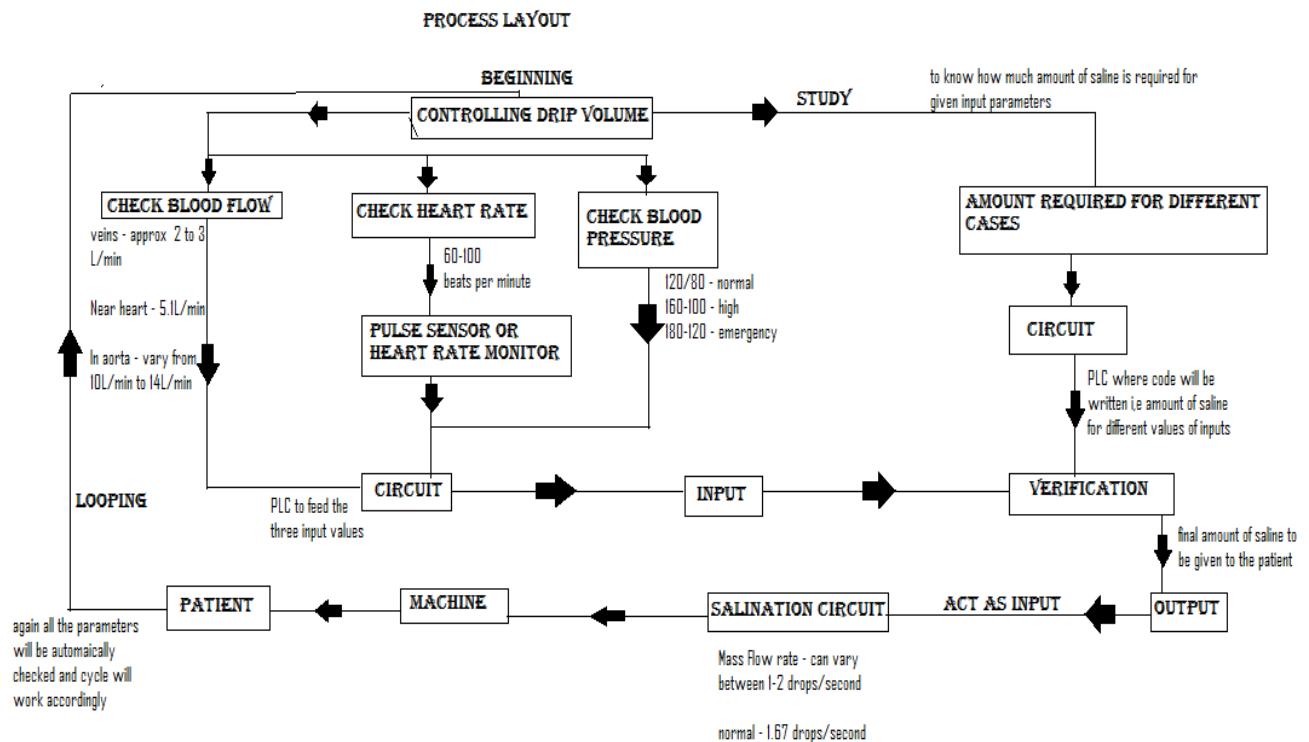 PROCESS LAYOUT
BEGINNING
CONTROLLING DRIP VOLUME
STUDY
to know how much amount of saline is required for
given input parameters
CHECK BLOOD FLOW
veins - approx 2 to 3
L/min
Near heart - 5.1L/min
In aorta - vary from
10L/min to 14L/min
CHECK HEART RATE
60-100
beats per minute
PULSE SENSOR OR
HEART RATE MONITOR
CHECK BLOOD
PRESSURE
120/80 - normal
160-100 - high
180-120 - emergency
AMOUNT REQUIRED FOR DIFFERENT
CASES
CIRCUIT
PLC where code will be
written i,e amount of saline
for different values of inputs
LOOPING
PLC to feed the
three input values
CIRCUIT
INPUT
VERIFICATION
final amount of saline to
be given to the patient
PATIENT
MACHINE
SALINATION CIRCUIT
ACT AS INPUT
OUTPUT
again all the parameters
will be automaically
checked and cycle will
work accordingly
Mass Flow rate - can vary
between 1-2 drops/second
normal - 1.67 drops/second